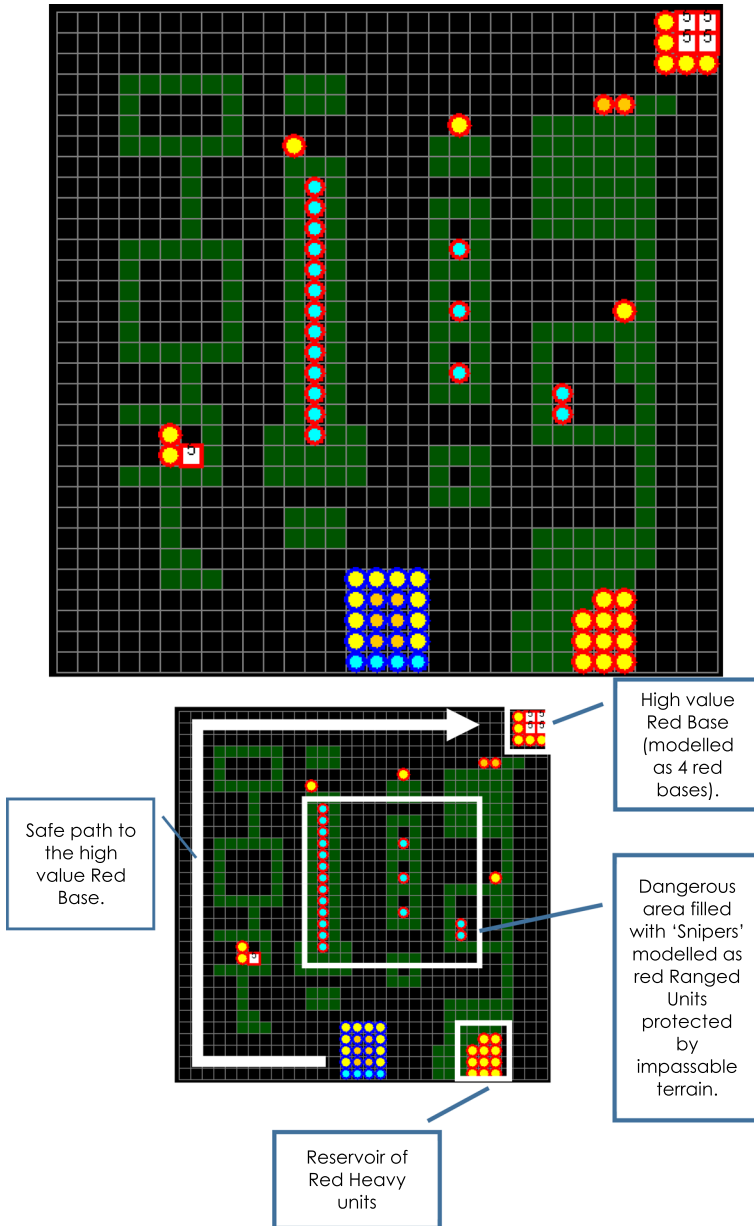 High value
Red Base
(modelled
as 4 red
bases).
Safe path to
the high
value Red
Base.
Dangerous
area filled
with ‘Snipers’
modelled as
red Ranged
Units
protected
by
impassable
terrain.
Reservoir of
Red Heavy
units